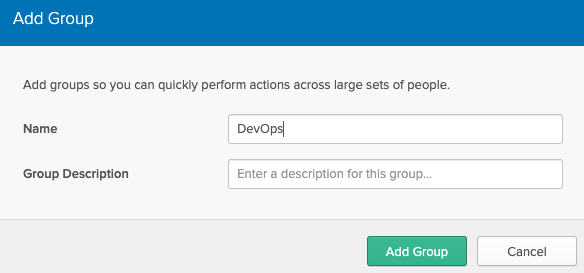 Add Group
Add groups so you can quickly perform actions across large sets of people.
Name
DevOps
Group Description
Enter a description for this group...
Add Group
Cancel